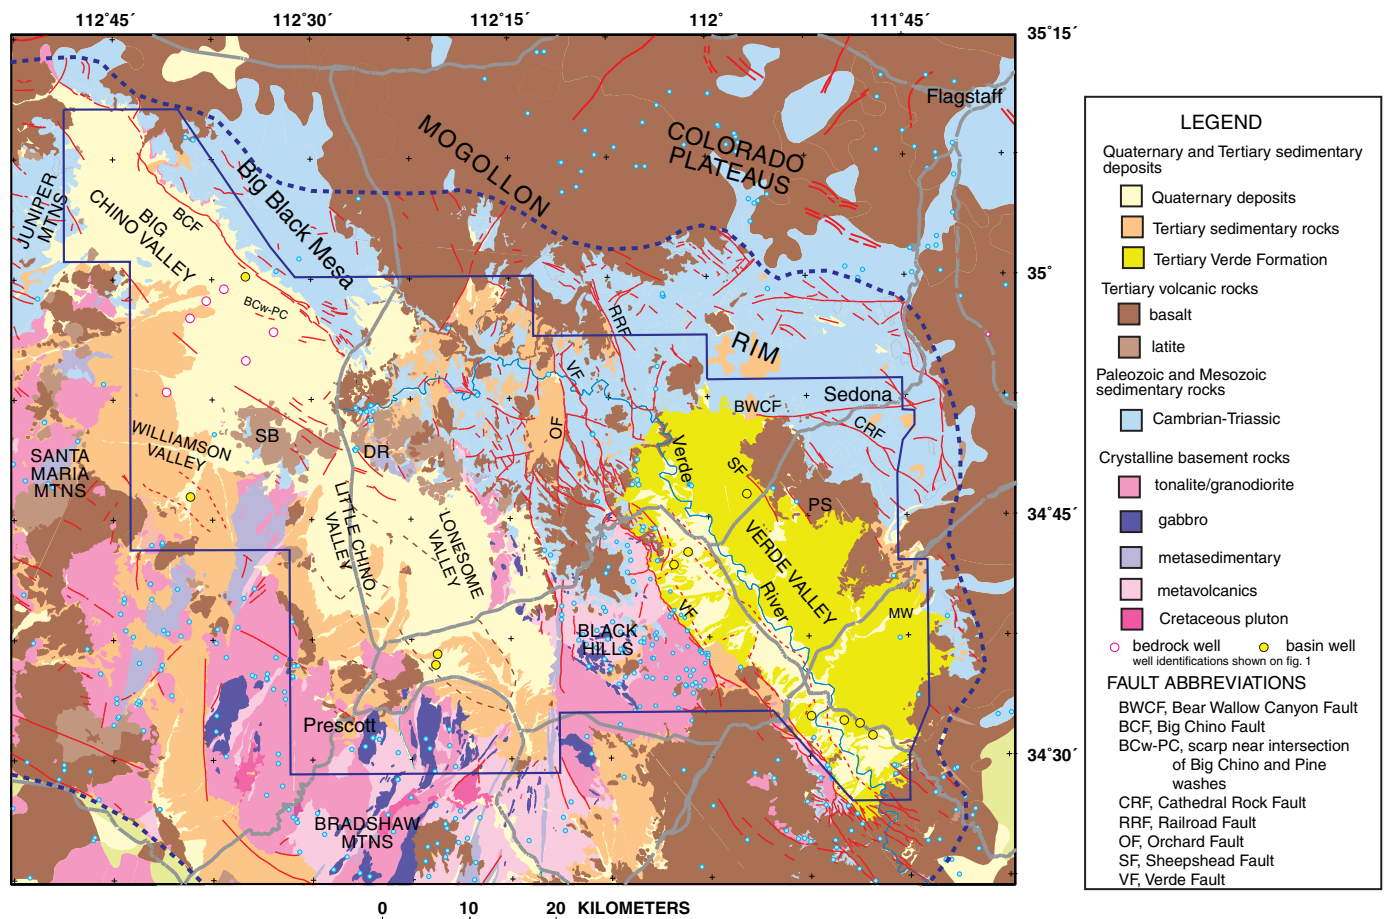 112°45´
112°30´
112°15´
112°
111°45´
35°15´
35°
34°45´
34°30´
Flagstaff
MOGOLLON
COLORADO
PLATEAUS
JUNIPER
MTNS
BIG
CHINO VALLEY
BCF
Big Black Mesa
BCw-PC
RRF
RIM
VF
OF
Sedona
BWCF
CRF
WILLIAMSON
VALLEY
SB
DR
SANTA
MARIA
MTNS
LITTLE CHINO
VALLEY
LONESOME
VALLEY
Verde
River
SF
PS
VERDE VALLEY
MW
VF
BLACK
HILLS
Prescott
BRADSHAW
MTNS
0 10 20 KILOMETERS
LEGEND
Quaternary and Tertiary sedimentary
deposits
Quaternary deposits
Tertiary sedimentary rocks
Tertiary Verde Formation
Tertiary volcanic rocks
basalt
latite
Paleozoic and Mesozoic
sedimentary rocks
Cambrian-Triassic
Crystalline basement rocks
tonalite/granodiorite
gabbro
metasedimentary
metavolcanics
Cretaceous pluton
bedrock well
basin well
well identifications shown on fig. 1
FAULT ABBREVIATIONS
BWCF, Bear Wallow Canyon Fault
BCF, Big Chino Fault
BCw-PC, scarp near intersection
of Big Chino and Pine
washes
CRF, Cathedral Rock Fault
RRF, Railroad Fault
OF, Orchard Fault
SF, Sheepshead Fault
VF, Verde Fault